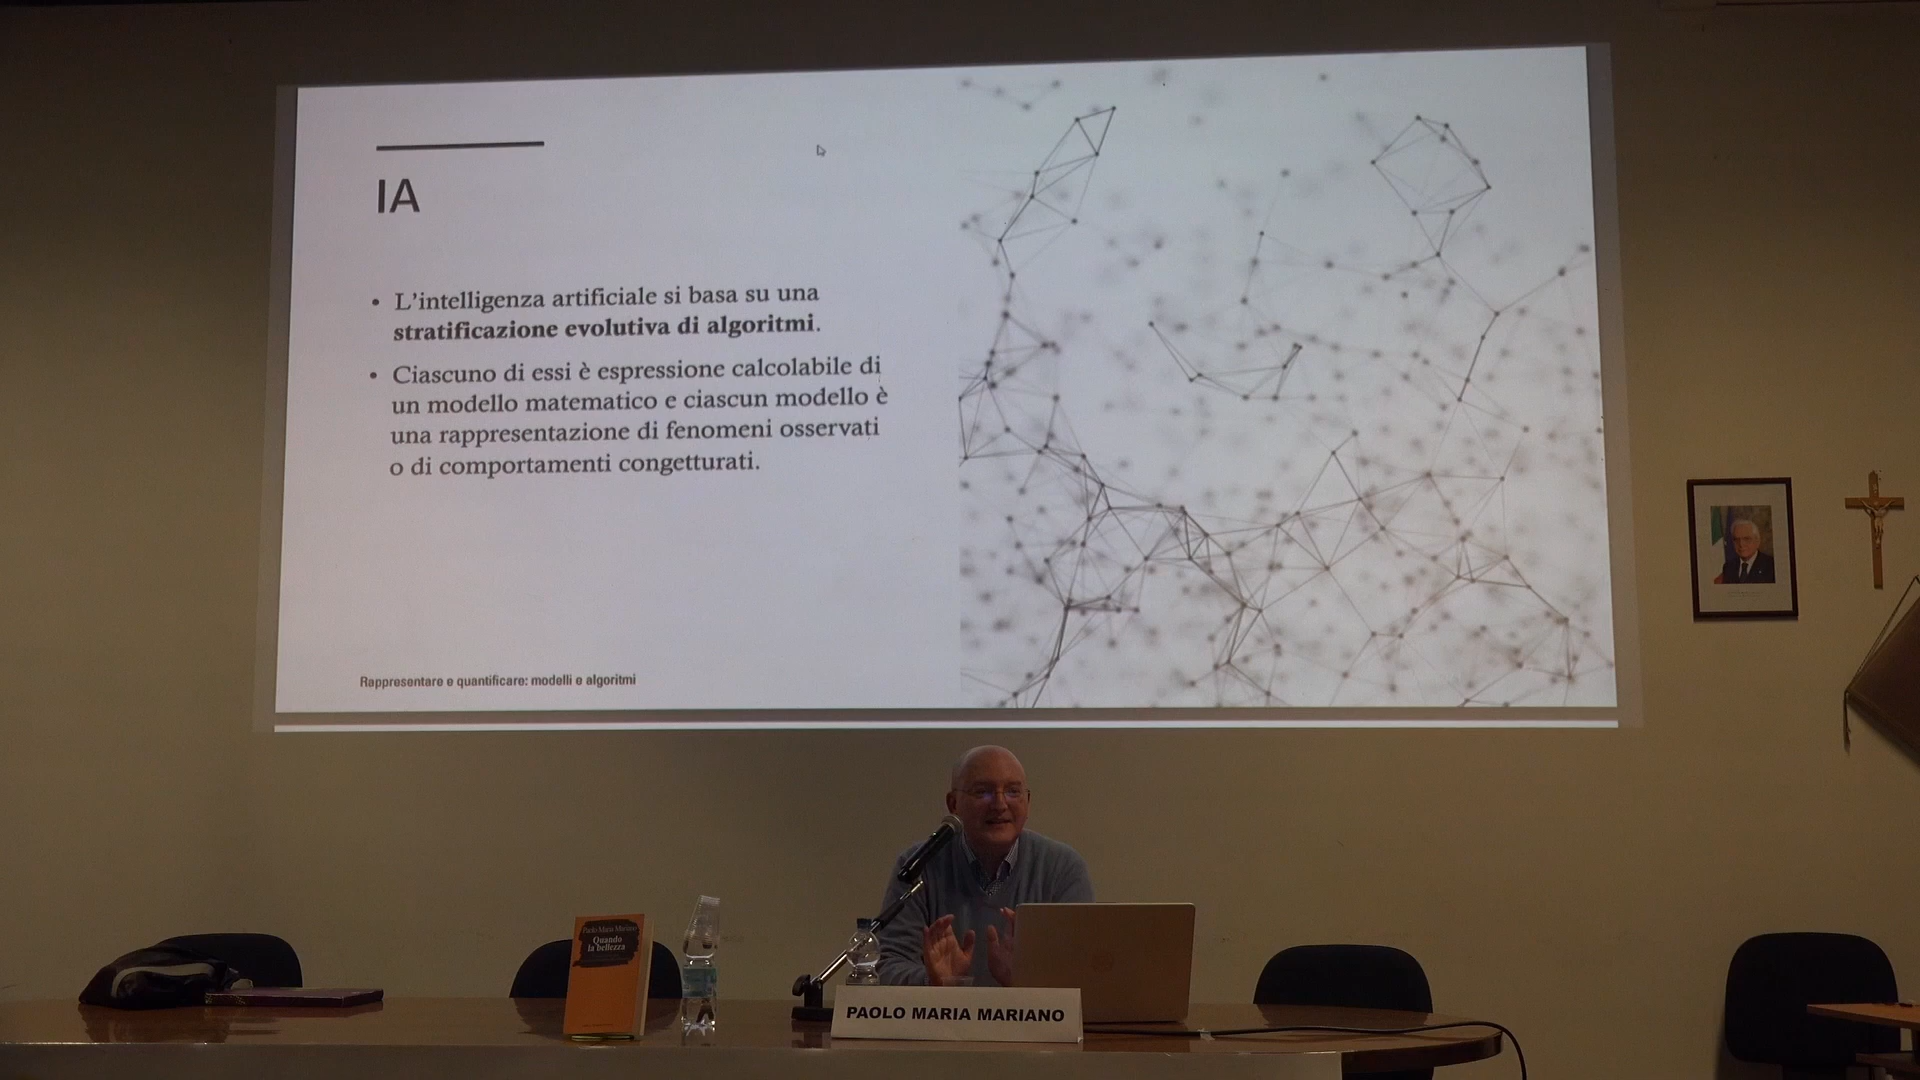 IA
• L’intelligenza artificiale si basa su una
stratificazione evolutiva di algoritmi.
• Ciascuno di essi è espressione calcolabile di
un modello matematico e ciascun modello è
una rappresentazione di fenomeni osservati
o di comportamenti congetturati.
Rappresentare e quantificare: modelli e algoritmi
Paolo Maria Mariano
Quando
la bellezza
PAOLO MARIA MARIANO